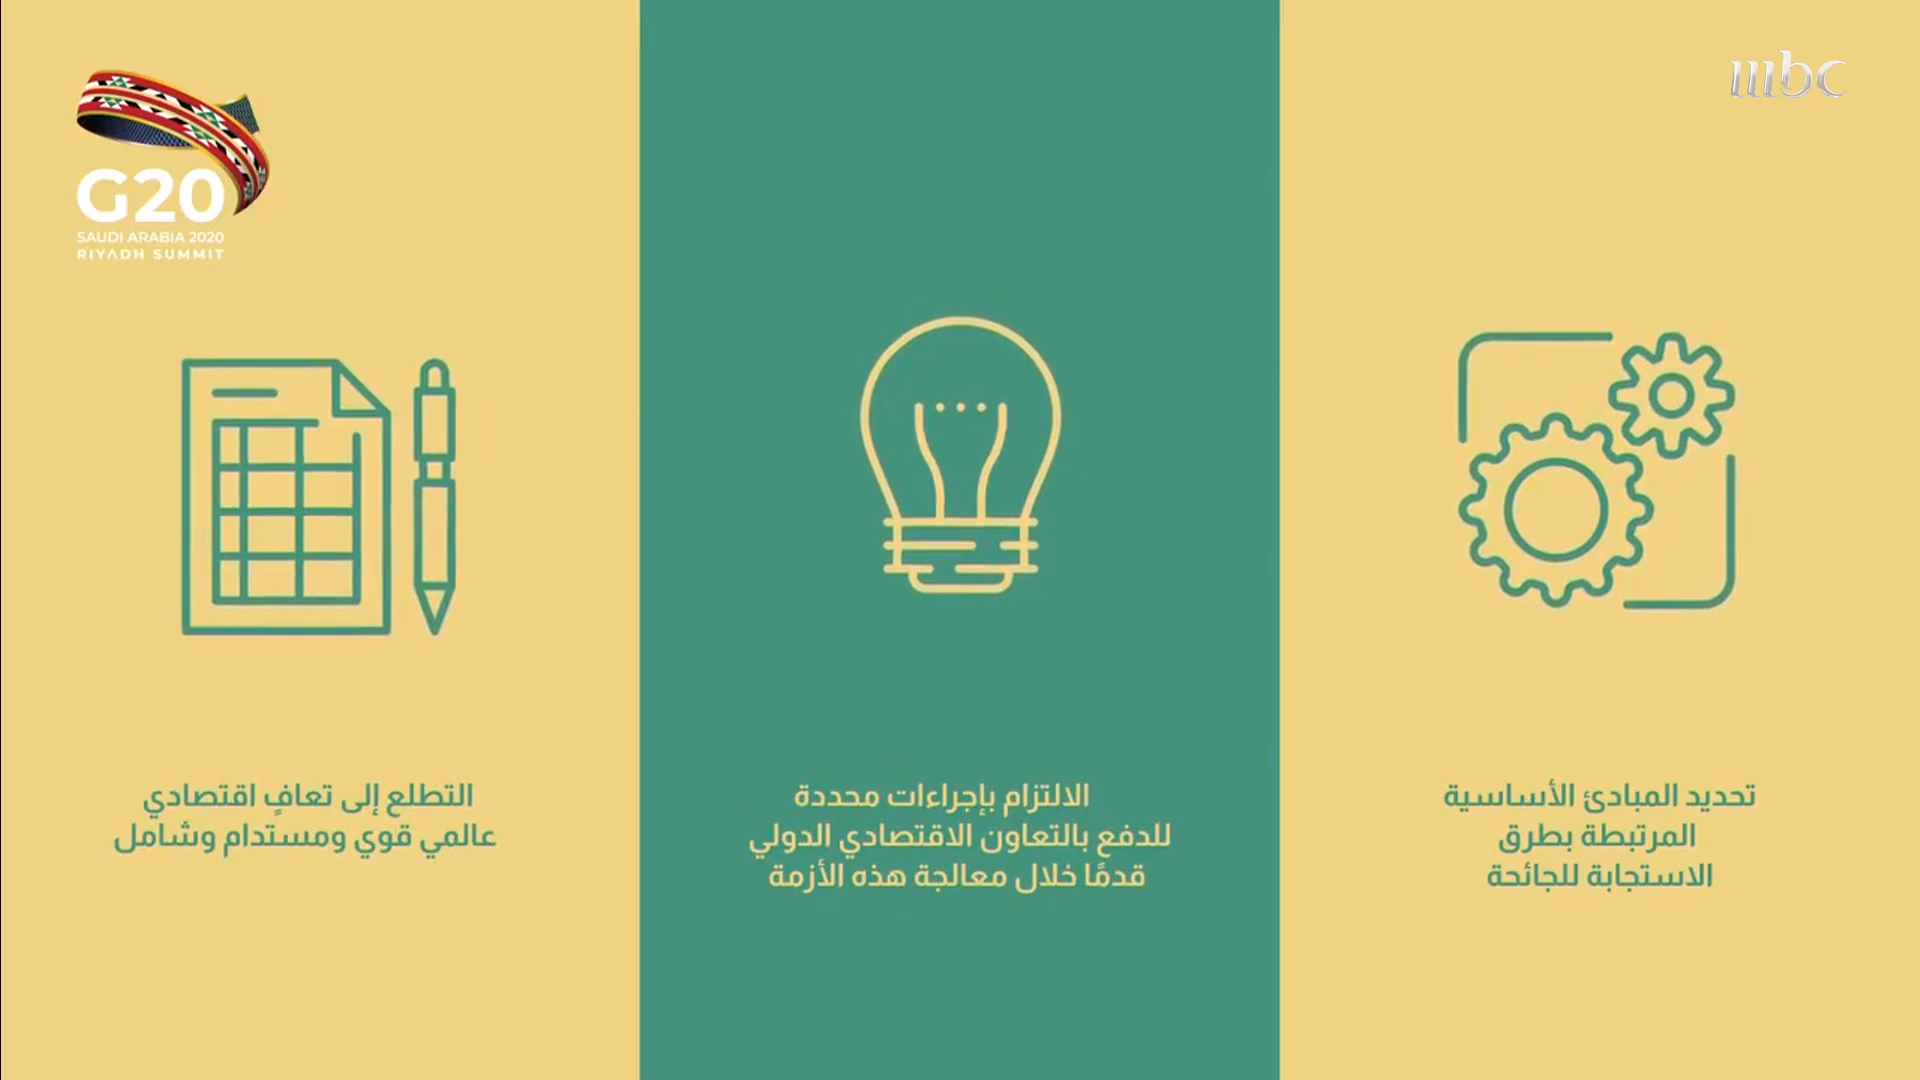 mbc
G20
SAUDI ARABIA 2020
RIYADH SUMMIT
تحديد المبادئ الأساسية
المرتبطة بطرق
الاستجابة للجائحة
الالتزام بإجراءات محددة
للدفع بالتعاون الاقتصادي الدولي
قدمًا خلال معالجة هذه الأزمة
التطلع إلى تعافٍ اقتصادي
عالمي قوي ومستدام وشامل